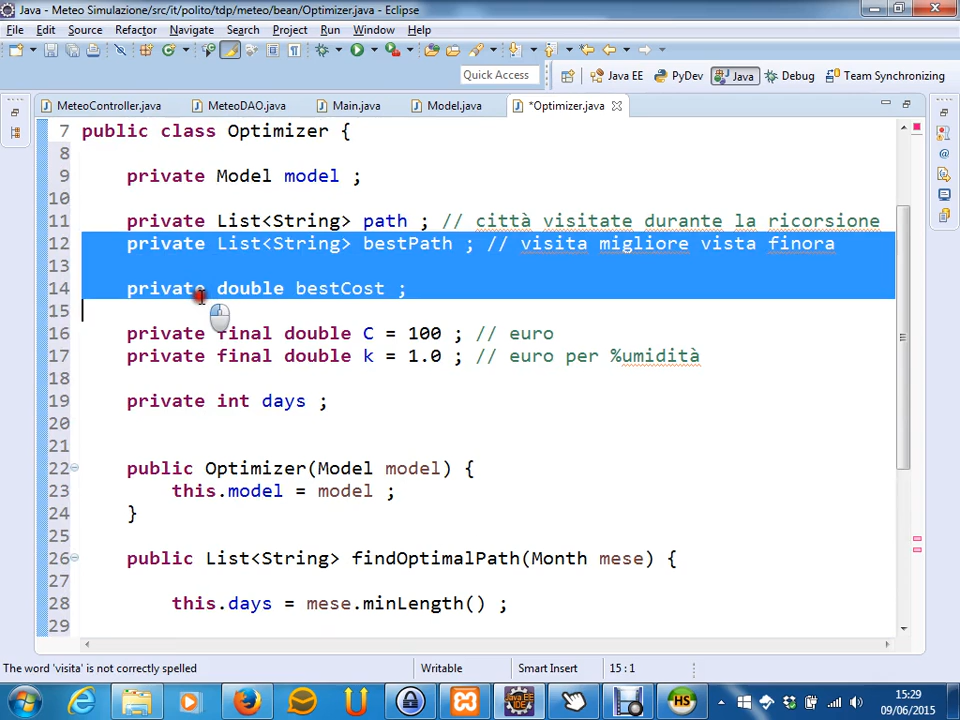 Java - Meteo Simulazione/src/it/polito/tdp/meteo/bean/Optimizer.java - Eclipse
File Edit Source Refactor Navigate Search Project Run Window Help
Quick Access Java EE PyDev Java Debug Team Synchronizing
MeteoController.java MeteoDAO.java Main.java Model.java *Optimizer.java
7 public class Optimizer {
8
9 private Model model ;
10
11 private List<String> path ; // città visitate durante la ricorsione
12 private List<String> bestPath ; // visita migliore vista finora
13
14 private double bestCost ;
15
16 private final double C = 100 ; // euro
17 private final double k = 1.0 ; // euro per %umidità
18
19 private int days ;
20
21
22 public Optimizer(Model model) {
23 this.model = model ;
24 }
25
26 public List<String> findOptimalPath(Month mese) {
27
28 this.days = mese.minLength() ;
29
The word 'visita' is not correctly spelled Writable Smart Insert 15 : 1
15:29
09/06/2015